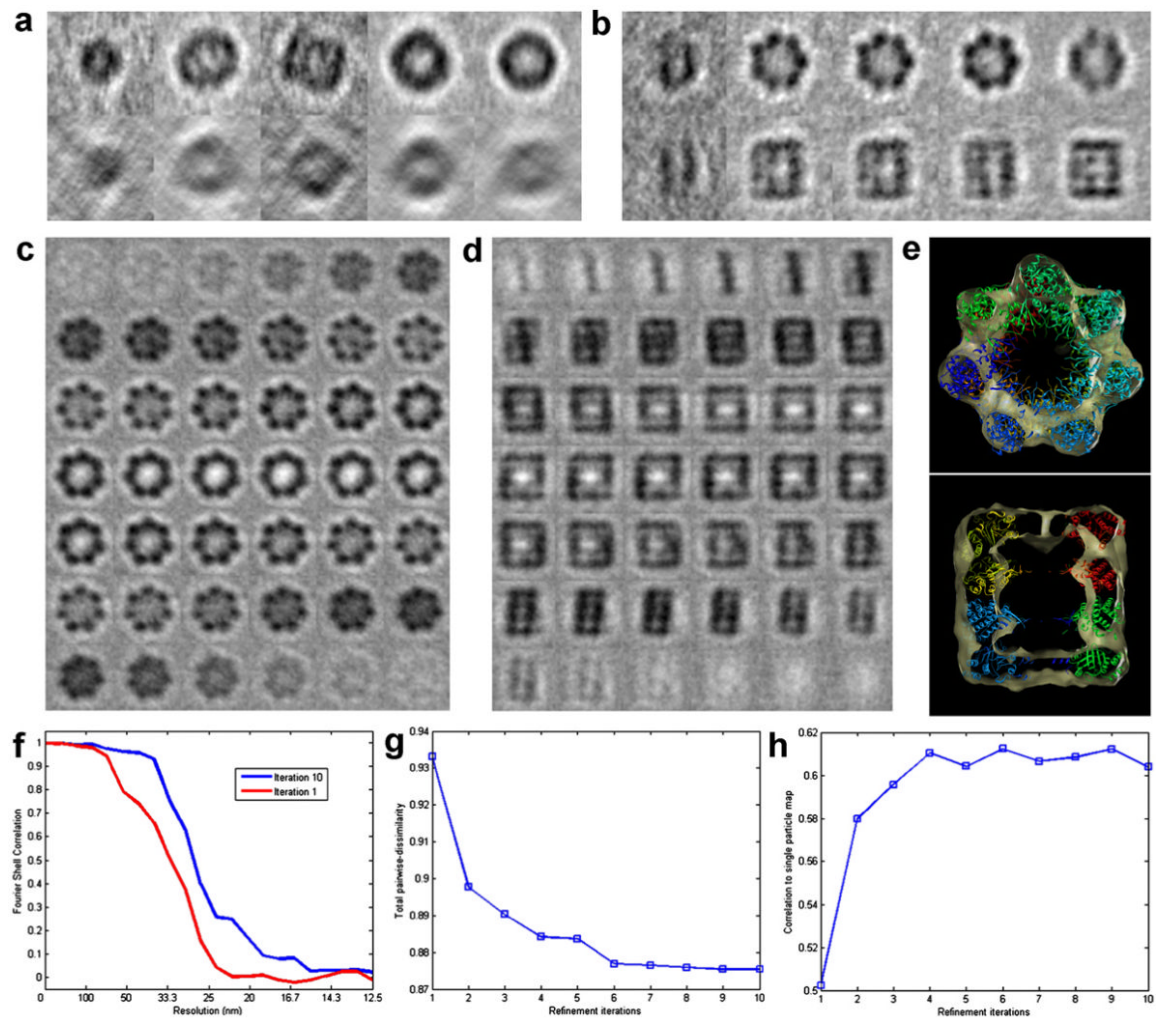 a
b
c
d
e
f
1
0.9
0.8
0.7
0.6
0.5
0.4
0.3
0.2
0.1
0
0 100 50 33.3 25 20 16.7 14.3 12.5
Resolution (nm)
Fourier Shell Correlation
Iteration 10
Iteration 1
g
0.94
0.93
0.92
0.91
0.9
0.89
0.88
0.87
1 2 3 4 5 6 7 8 9 10
Refinement iterations
Total pairwise-dissimilarity
h
0.62
0.6
0.58
0.56
0.54
0.52
0.5
1 2 3 4 5 6 7 8 9 10
Refinement iterations
Correlation to single particle map